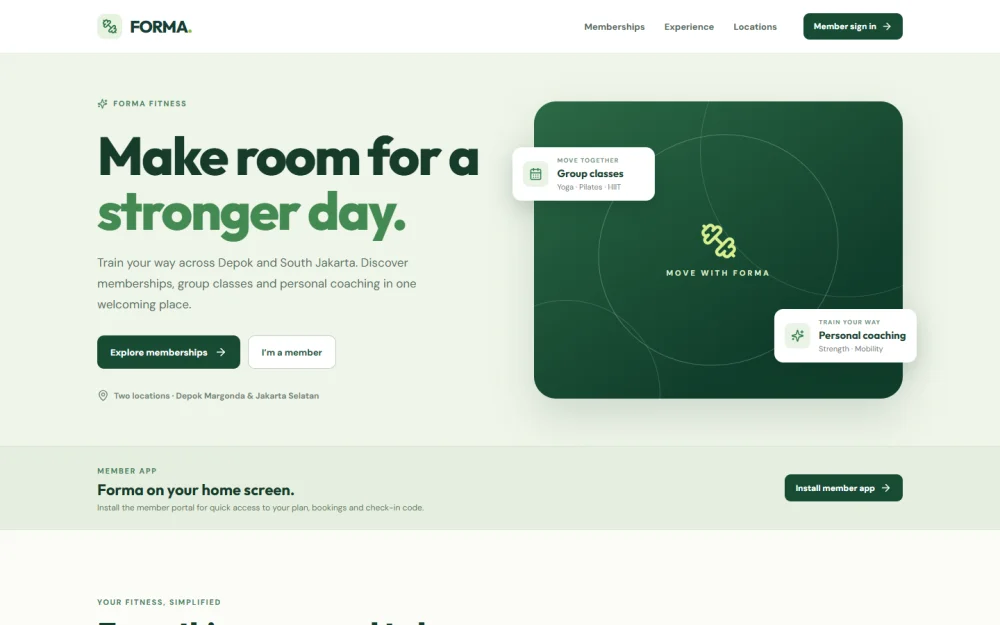 FORMA.
Memberships
Experience
Locations
Member sign in
FORMA FITNESS
Make room for a
stronger day.
Train your way across Depok and South Jakarta. Discover
memberships, group classes and personal coaching in one
welcoming place.
Explore memberships
I'm a member
Two locations · Depok Margonda & Jakarta Selatan
MOVE TOGETHER
Group classes
Yoga · Pilates · HIIT
MOVE WITH FORMA
TRAIN YOUR WAY
Personal coaching
Strength · Mobility
MEMBER APP
Forma on your home screen.
Install the member portal for quick access to your plan, bookings and check-in code.
Install member app
YOUR FITNESS, SIMPLIFIED